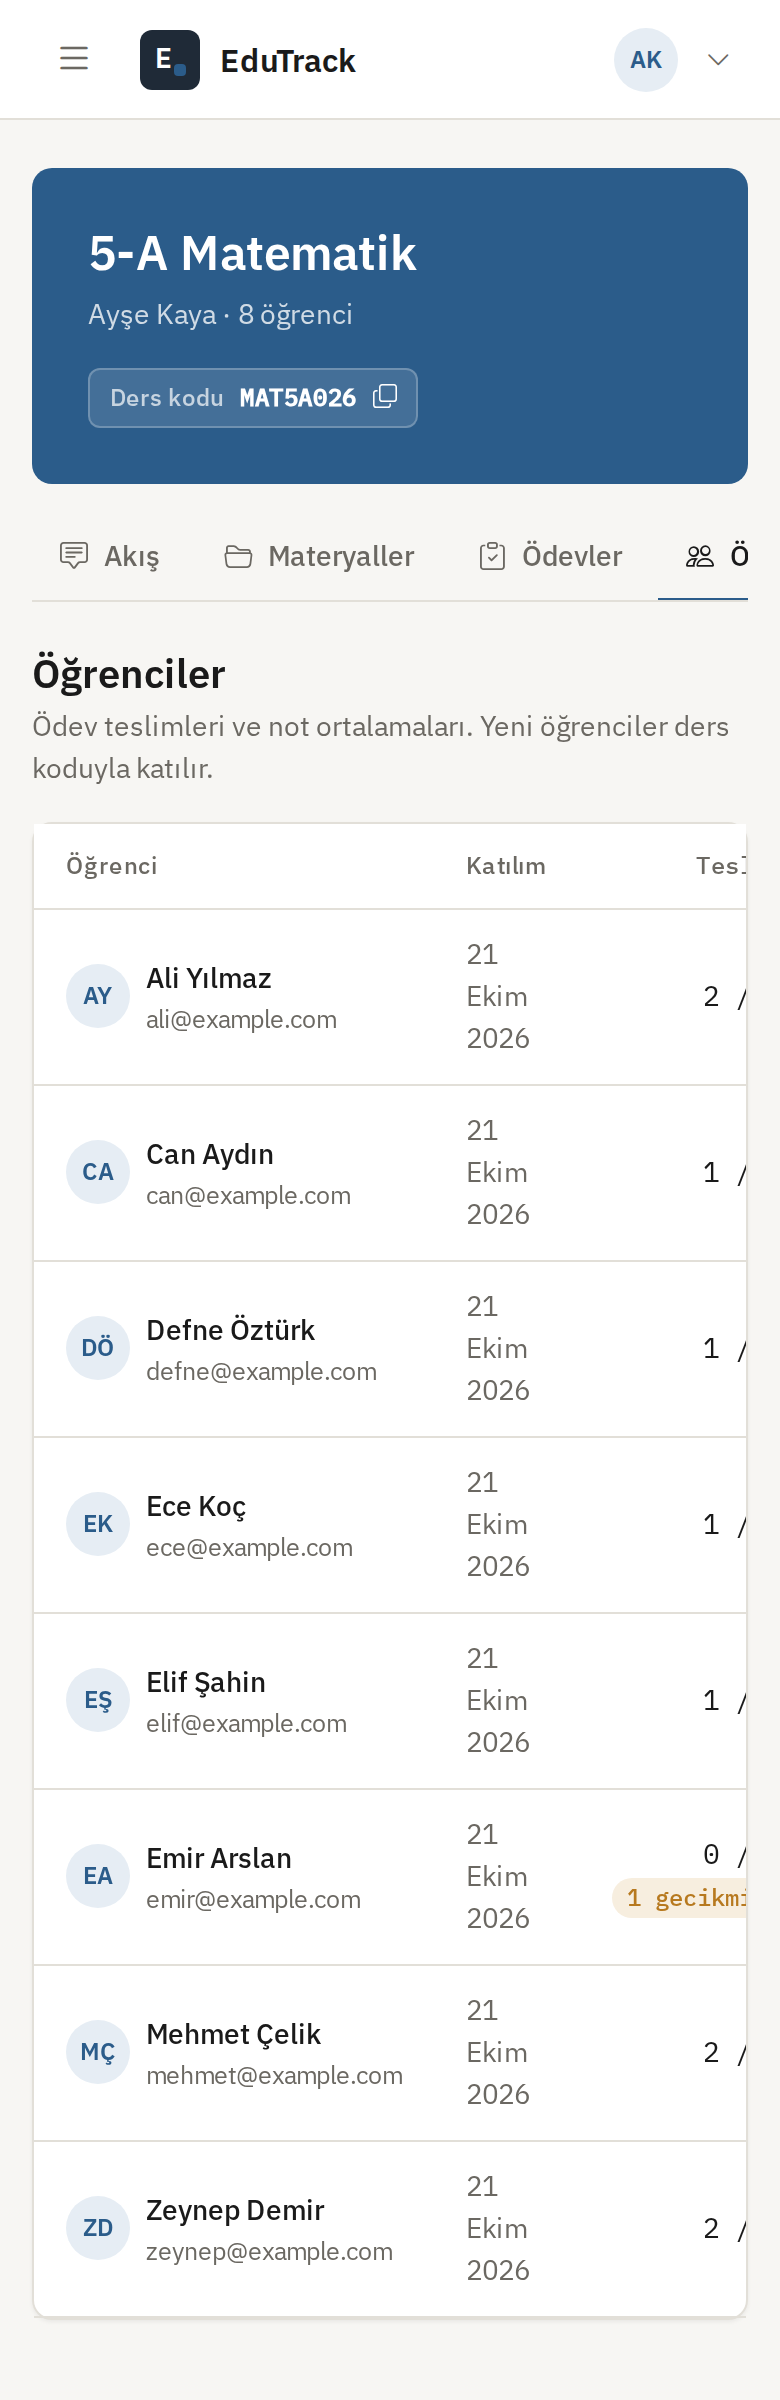 E.
EduTrack
AK
5-A Matematik
Ayşe Kaya · 8 öğrenci
Ders kodu MAT5A026
Akış
Materyaller
Ödevler
Ö
Öğrenciler
Ödev teslimleri ve not ortalamaları. Yeni öğrenciler ders
koduyla katılır.
Öğrenci Katılım Tesl
AY Ali Yılmaz
ali@example.com
21
Ekim
2026
2 /
CA Can Aydın
can@example.com
21
Ekim
2026
1 /
DÖ Defne Öztürk
defne@example.com
21
Ekim
2026
1 /
EK Ece Koç
ece@example.com
21
Ekim
2026
1 /
EŞ Elif Şahin
elif@example.com
21
Ekim
2026
1 /
EA Emir Arslan
emir@example.com
21
Ekim
2026
0 /
1 gecikmi
MÇ Mehmet Çelik
mehmet@example.com
21
Ekim
2026
2 /
ZD Zeynep Demir
zeynep@example.com
21
Ekim
2026
2 /